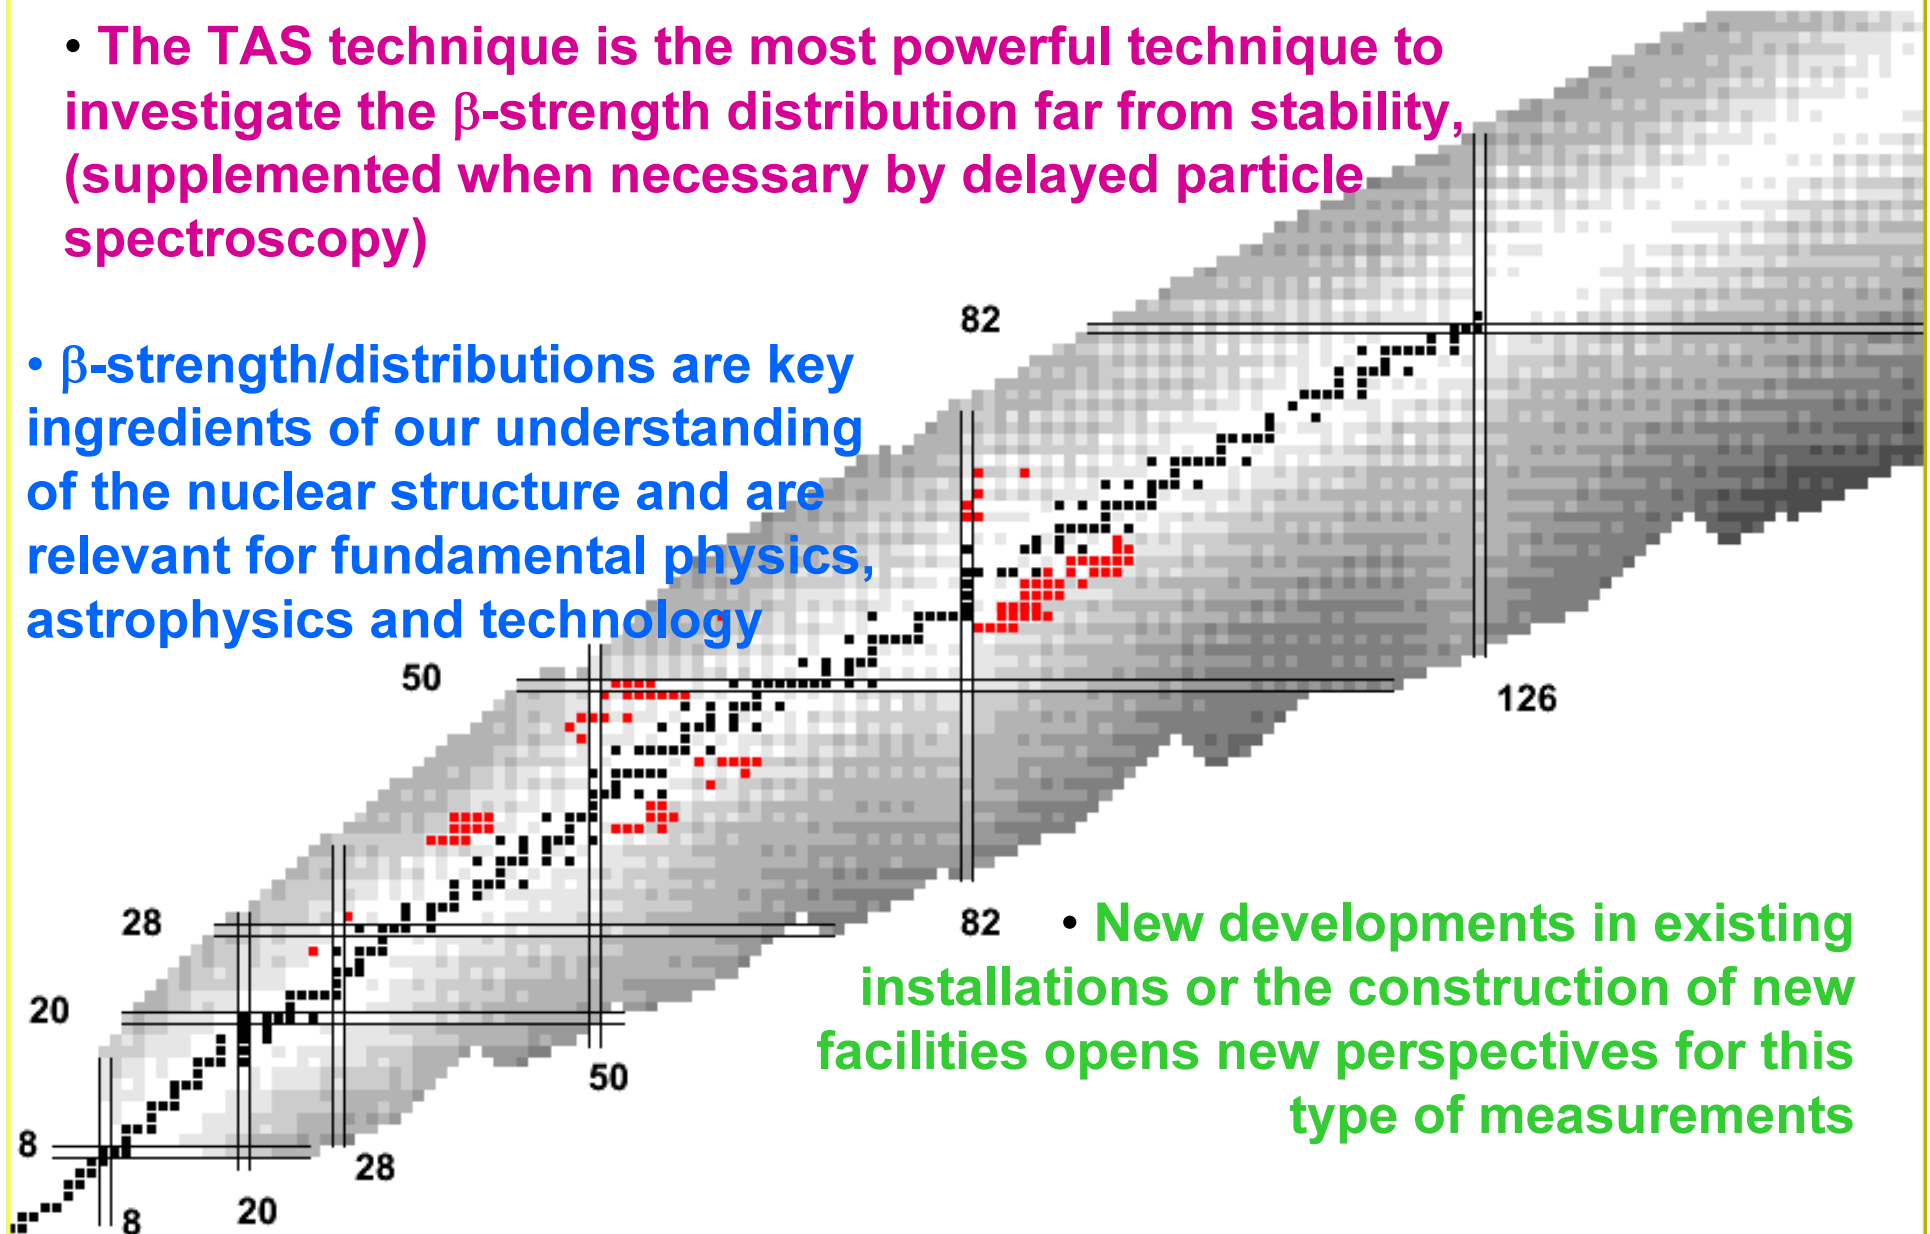 • The TAS technique is the most powerful technique to
investigate the β-strength distribution far from stability,
(supplemented when necessary by delayed particle
spectroscopy)
82
• β-strength/distributions are key
ingredients of our understanding
of the nuclear structure and are
relevant for fundamental physics,
astrophysics and technology
50
126
28
82
• New developments in existing
installations or the construction of new
facilities opens new perspectives for this
type of measurements
20
50
8
28
20
8